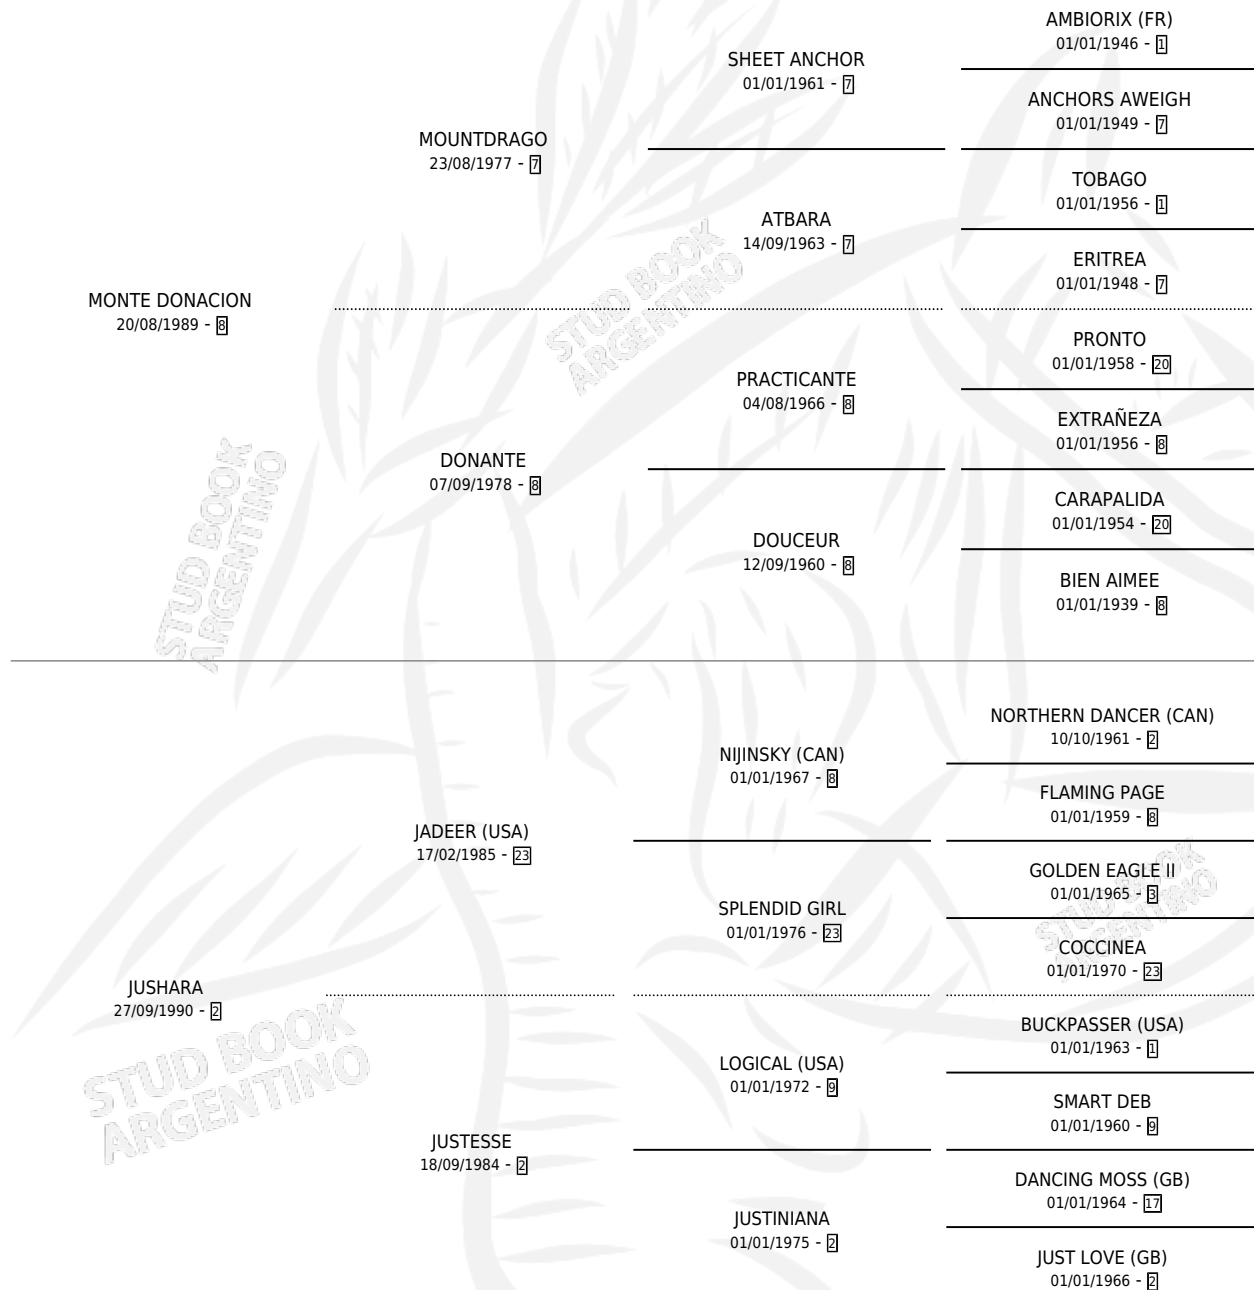 AMBIORIX (FR)
01/01/1946 - 1
SHEET ANCHOR
01/01/1961 - 7
ANCHORS AWEIGH
01/01/1949 - 7
MOUNTDRAGO
23/08/1977 - 7
TOBAGO
01/01/1956 - 1
ATBARA
14/09/1963 - 7
ERITREA
01/01/1948 - 7
MONTE DONACION
20/08/1989 - 8
STUD BOOK
ARGENTINO
PRONTO
01/01/1958 - 20
PRACTICANTE
04/08/1966 - 8
EXTRAÑEZA
01/01/1956 - 8
DONANTE
07/09/1978 - 8
CARAPALIDA
01/01/1954 - 20
DOUCEUR
12/09/1960 - 8
BIEN AIMEE
01/01/1939 - 8
STUD BOOK
ARGENTINO
NORTHERN DANCER (CAN)
10/10/1961 - 2
NIJINSKY (CAN)
01/01/1967 - 8
FLAMING PAGE
01/01/1959 - 8
JADEER (USA)
17/02/1985 - 23
GOLDEN EAGLE II
01/01/1965 - 3
SPLENDID GIRL
01/01/1976 - 23
STUD BOOK
ARGENTINO
COCCINEA
01/01/1970 - 23
JUSHARA
27/09/1990 - 2
BUCKPASSER (USA)
01/01/1963 - 1
LOGICAL (USA)
01/01/1972 - 9
STUD BOOK
ARGENTINO
SMART DEB
01/01/1960 - 9
JUSTESSE
18/09/1984 - 2
DANCING MOSS (GB)
01/01/1964 - 17
JUSTINIANA
01/01/1975 - 2
JUST LOVE (GB)
01/01/1966 - 2